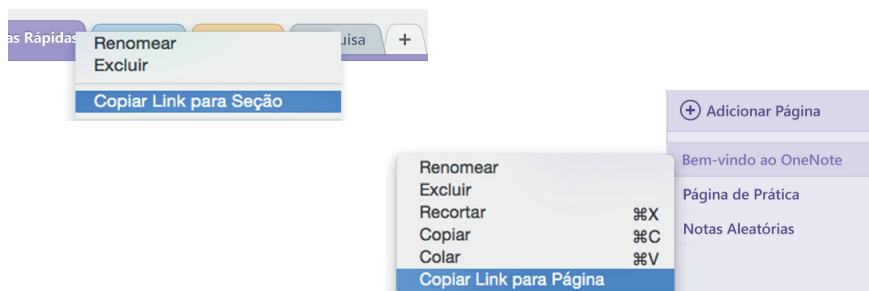 as Rápidas
uisa
+
Renomear
Excluir
Copiar Link para Seção
Adicionar Página
Bem-vindo ao OneNote
Página de Prática
Notas Aleatórias
Renomear
Excluir
Recortar ⌘X
Copiar ⌘C
Colar ⌘V
Copiar Link para Página